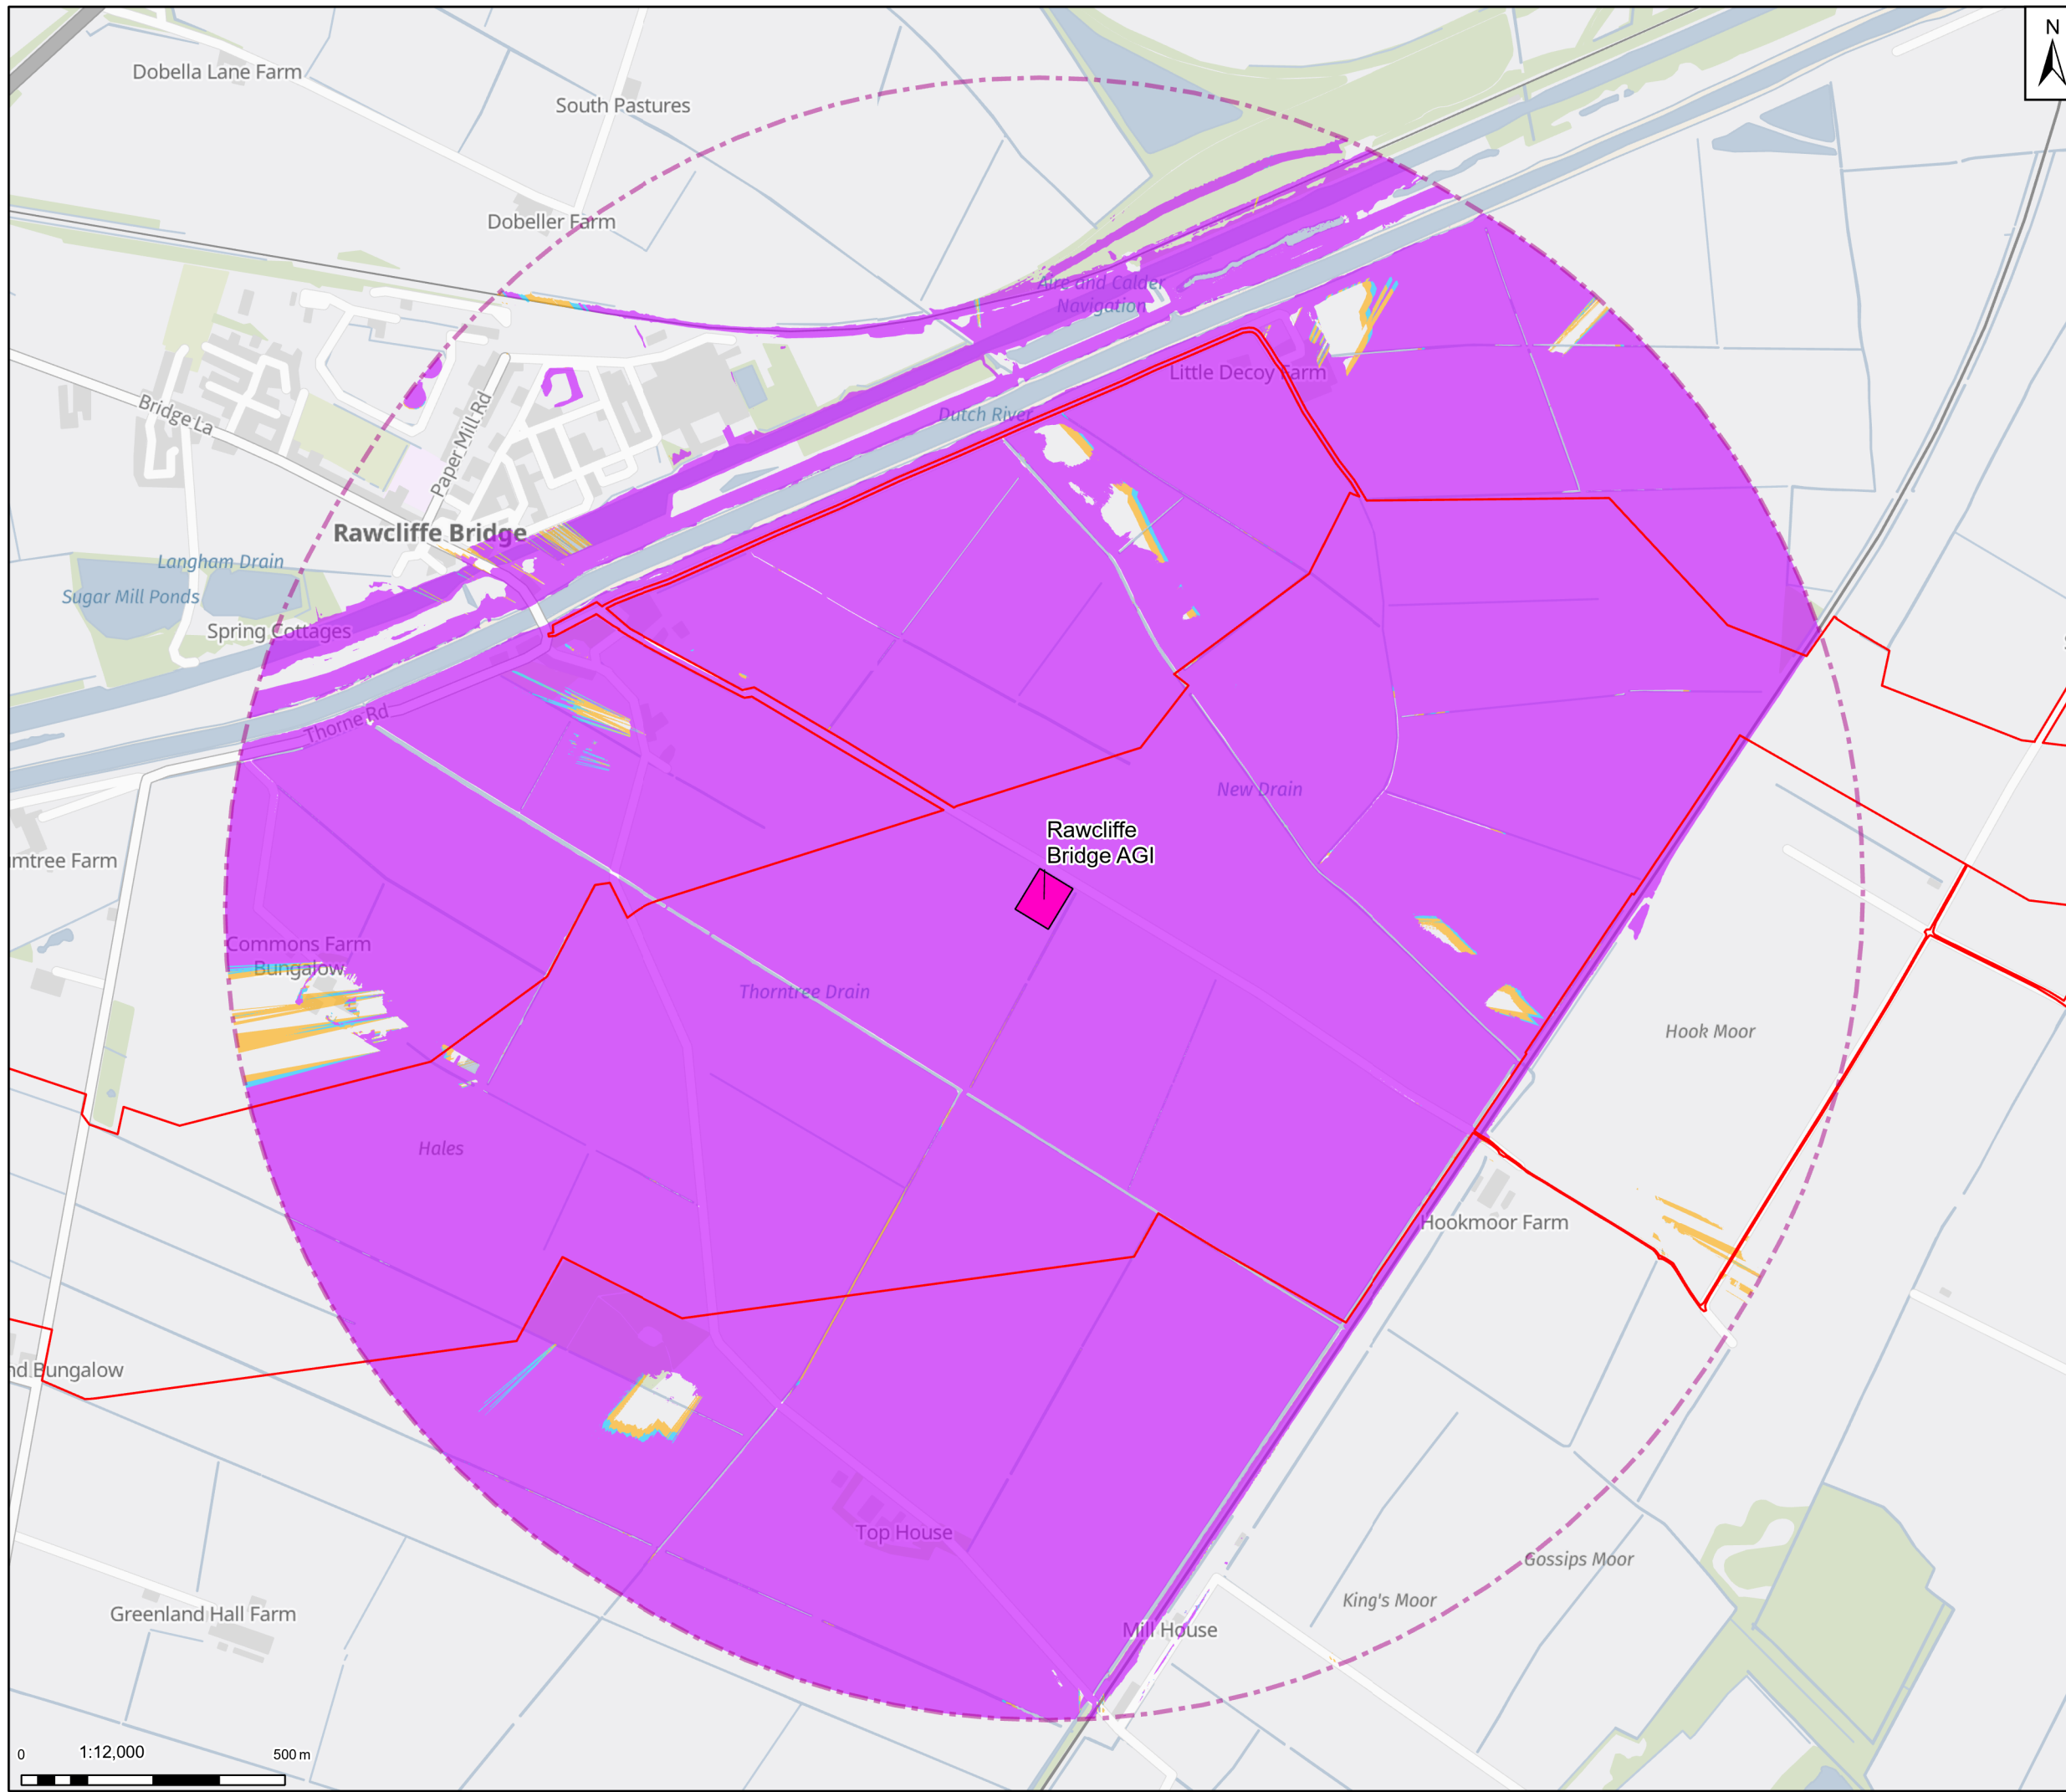 N
Dobella Lane Farm
South Pastures
Dobeller Farm
Aire and Calder
Navigation
Little Decoy Farm
Bridge La
Paper Mill Rd
Dutch River
Rawcliffe Bridge
Langham Drain
Sugar Mill Ponds
Spring Cottages
Thorne Rd
New Drain
Rawcliffe
Bridge AGI
mtree Farm
Commons Farm
Bungalow
Thorntree Drain
Hook Moor
Hales
Hookmoor Farm
nd Bungalow
Top House
Gossips Moor
King's Moor
Greenland Hall Farm
Mill House
0 1:12,000 500 m